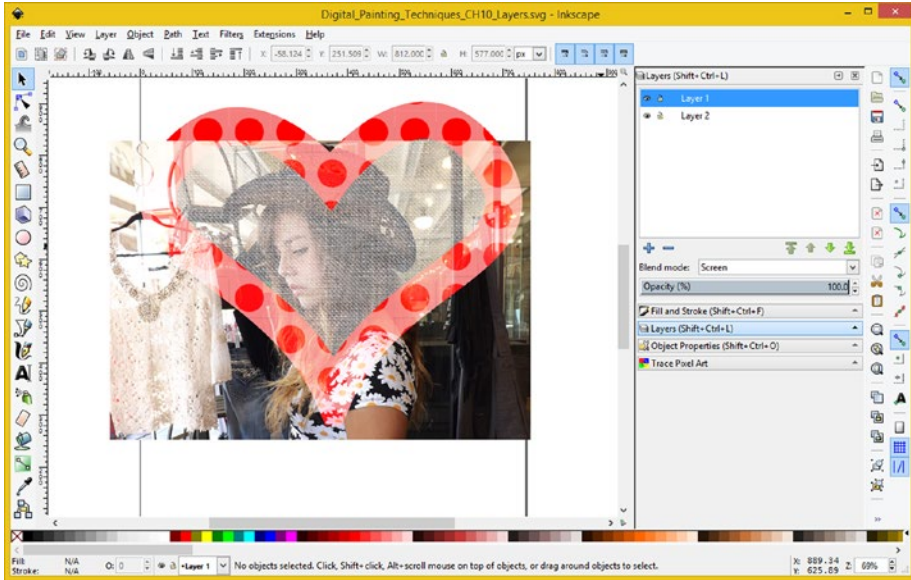 Digital_Painting_Techniques_CH10_Layers.svg - Inkscape
File Edit View Layer Object Path Text Filters Extensions Help
X: -58.124 Y: 251.509 W: 812.000 H: 577.000 px
Layers (Shift+Ctrl+L)
Layer 1
Layer 2
Blend mode: Screen
Opacity (%) 100.0
Fill and Stroke (Shift+Ctrl+F)
Layers (Shift+Ctrl+L)
Object Properties (Shift+Ctrl+O)
Trace Pixel Art
Fill: N/A
Stroke: N/A
O: 0
•Layer 1
No objects selected. Click, Shift+click, Alt+scroll mouse on top of objects, or drag around objects to select.
X: 889.34
Y: 625.89
Z: 69%